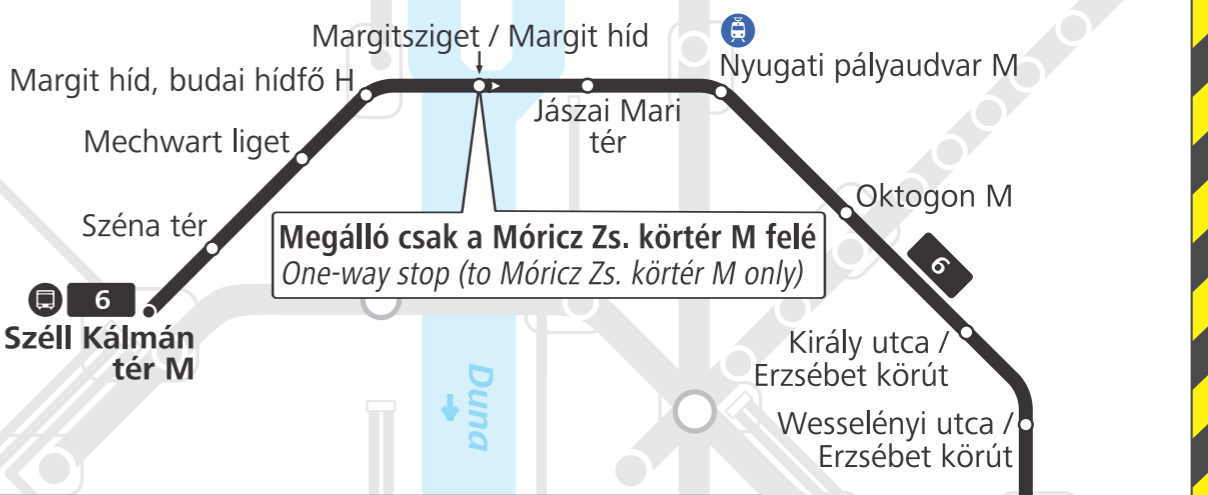 Margitsziget / Margit híd
Margit híd, budai hídfő H
Nyugati pályaudvar M
Jászai Mari
tér
Mechwart liget
Oktogon M
Széna tér
Megálló csak a Móricz Zs. körtér M felé
One-way stop (to Móricz Zs. körtér M only)
6
6
Széll Kálmán
tér M
Király utca /
Erzsébet körút
Duna
Wesselényi utca /
Erzsébet körút